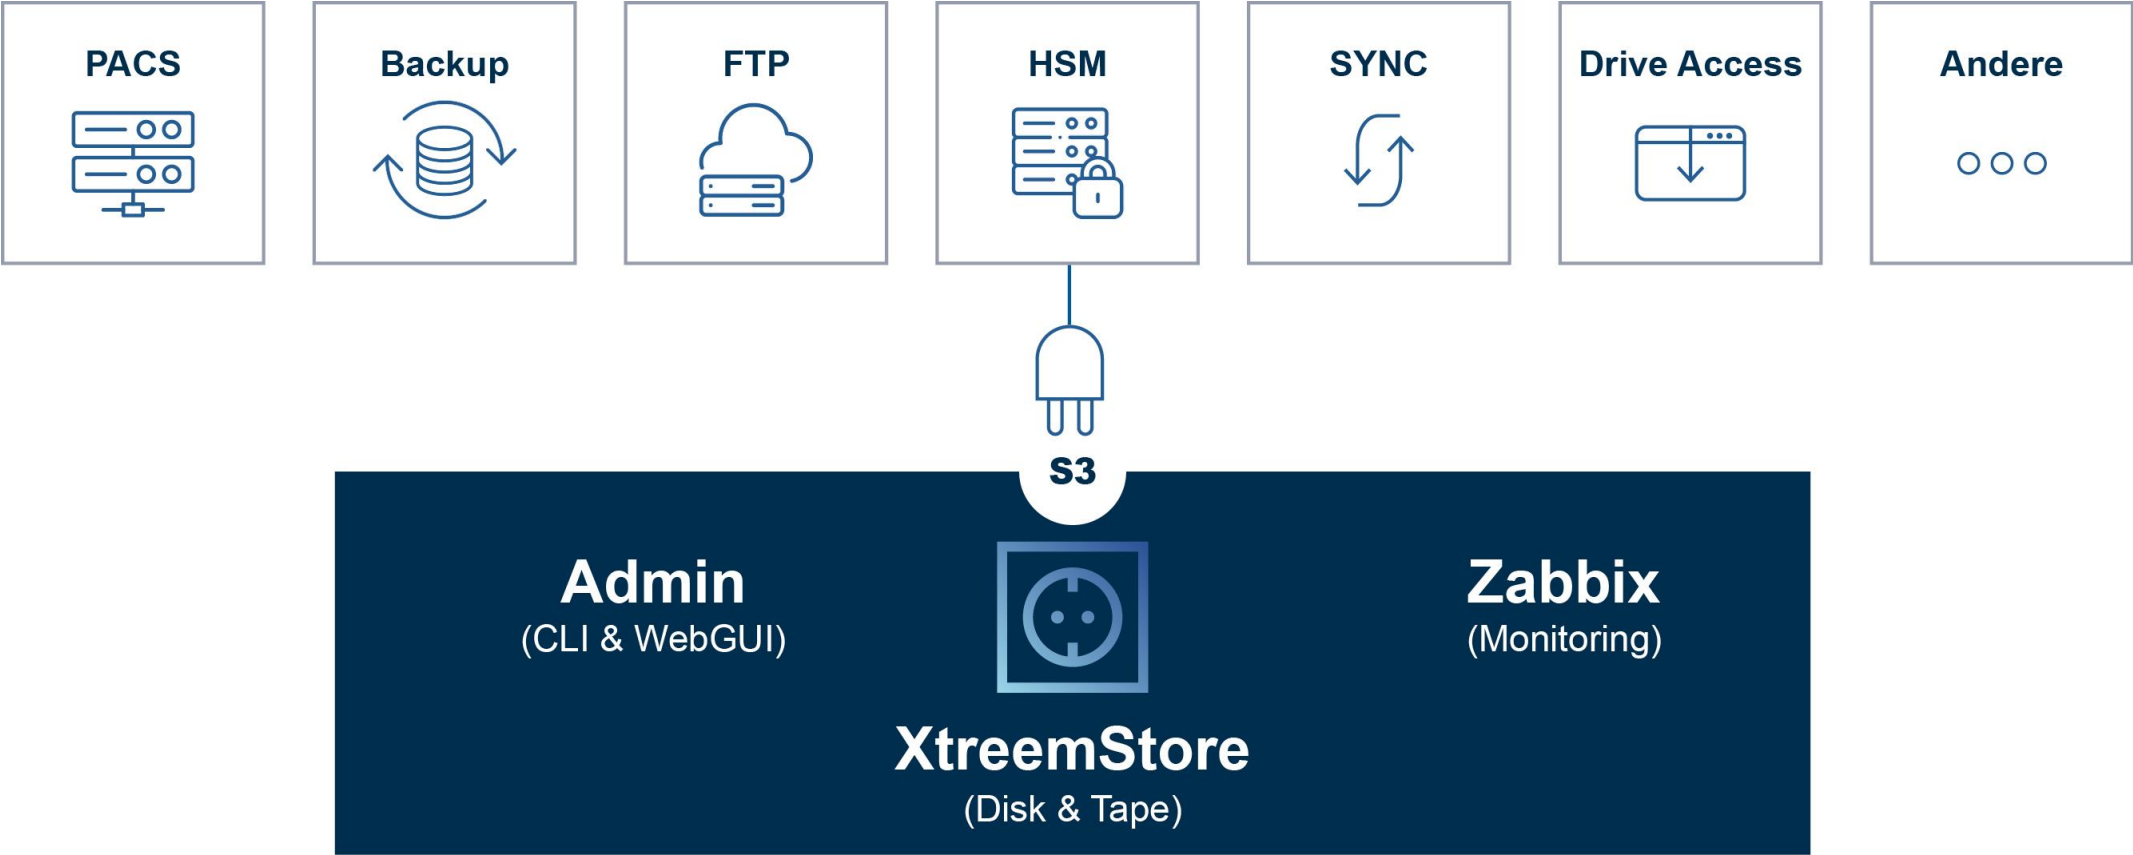 PACS
Backup
FTP
HSM
SYNC
Drive Access
Andere
S3
Admin
(CLI & WebGUI)
Zabbix
(Monitoring)
XtreemStore
(Disk & Tape)